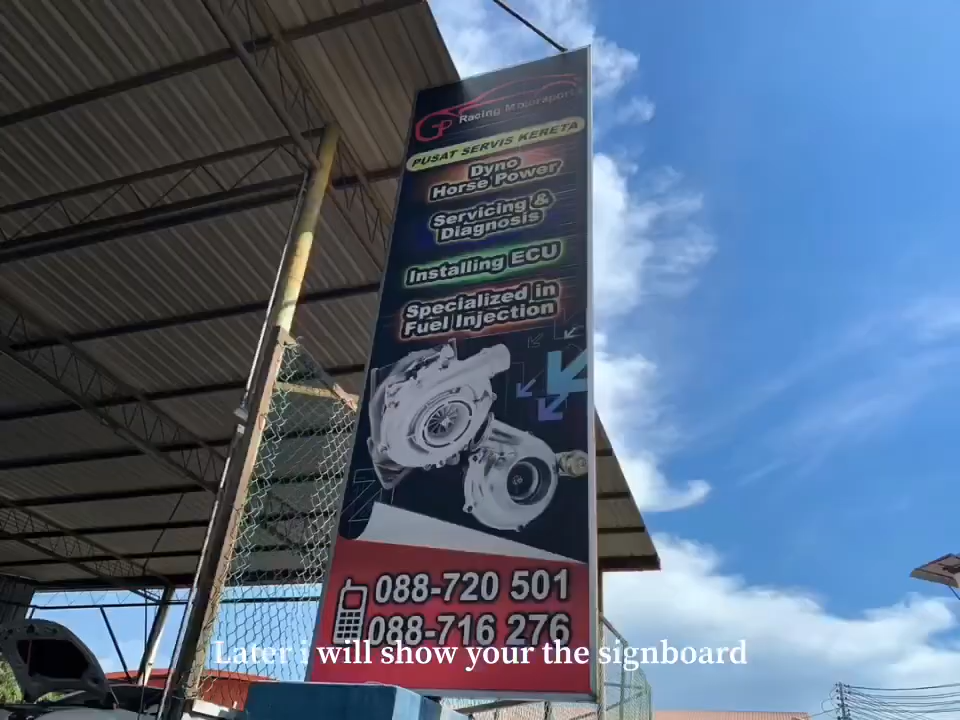 GP Racing Motorsports
PUSAT SERVIS KERETA
Dyno
Horse Power
Servicing &
Diagnosis
Installing ECU
Specialized in
Fuel Injection
088-720 501
088-716 276
Later i will show your the signboard